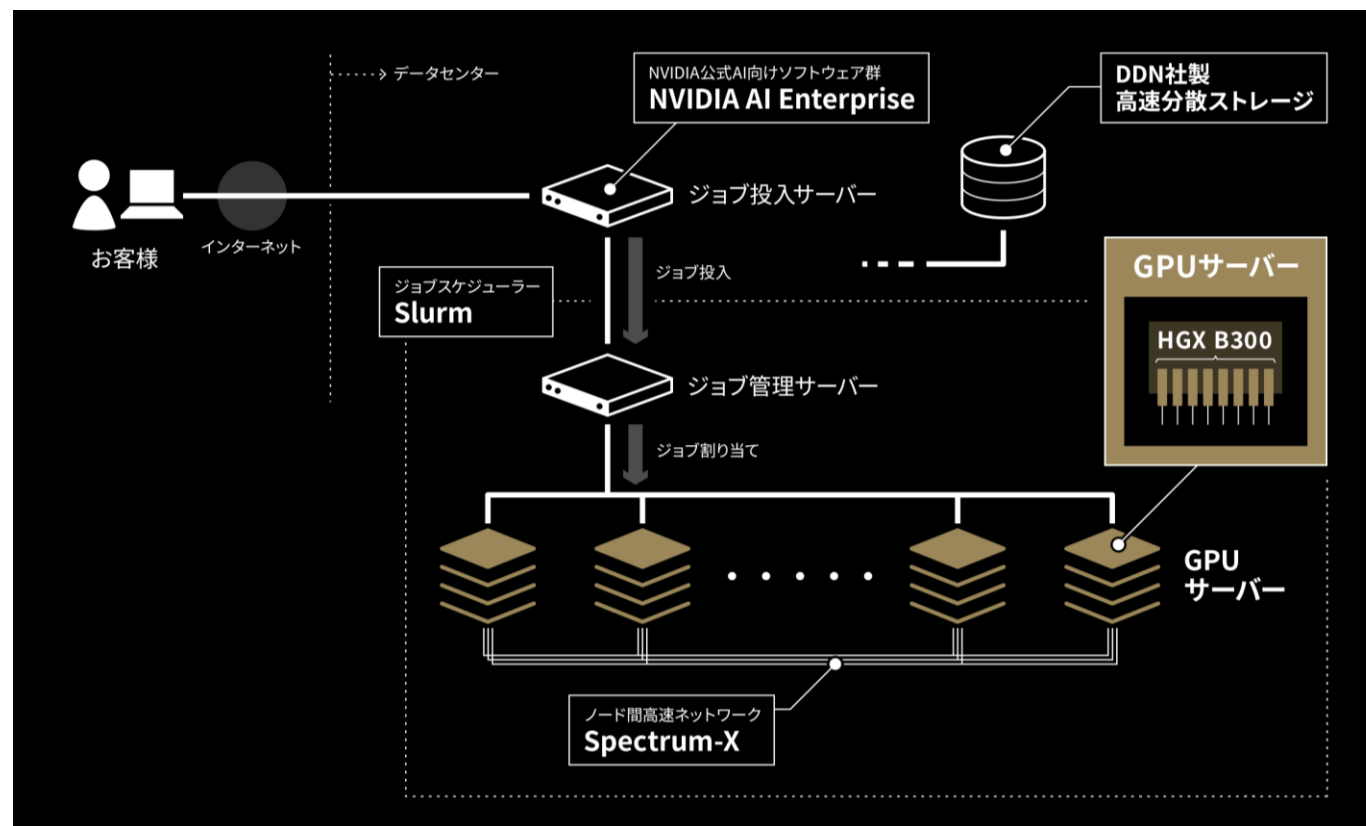 データセンター
NVIDIA公式AI向けソフトウェア群
NVIDIA AI Enterprise
DDN社製
高速分散ストレージ
ジョブ投入サーバー
お客様
インターネット
ジョブ投入
ジョブスケジューラー
Slurm
GPUサーバー
HGX B300
ジョブ管理サーバー
ジョブ割り当て
GPU
サーバー
ノード間高速ネットワーク
Spectrum-X